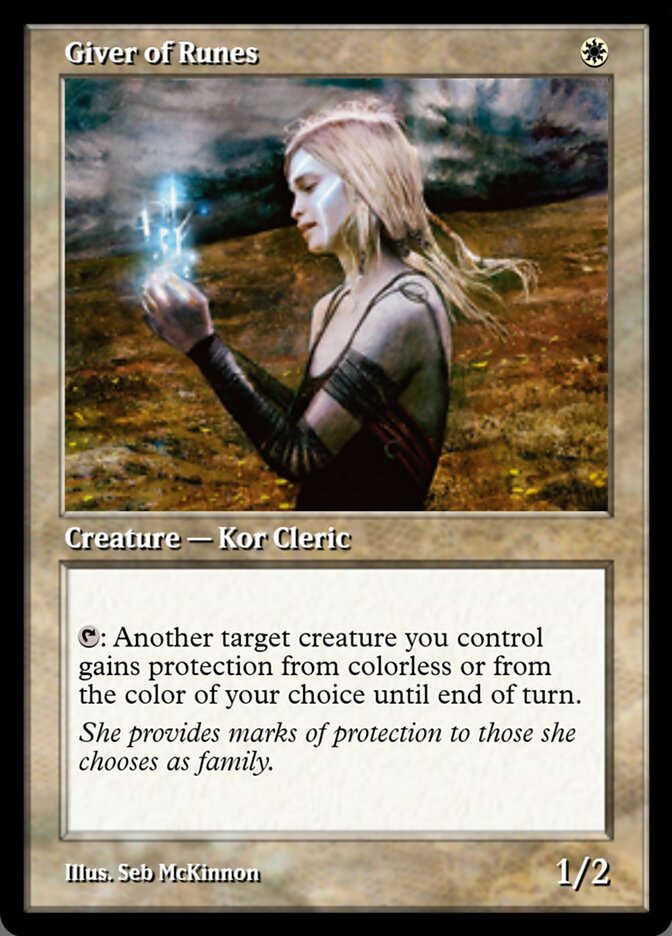 Giver of Runes
Creature — Kor Cleric
: Another target creature you control
gains protection from colorless or from
the color of your choice until end of turn.
She provides marks of protection to those she
chooses as family.
Illus. Seb McKinnon
1/2